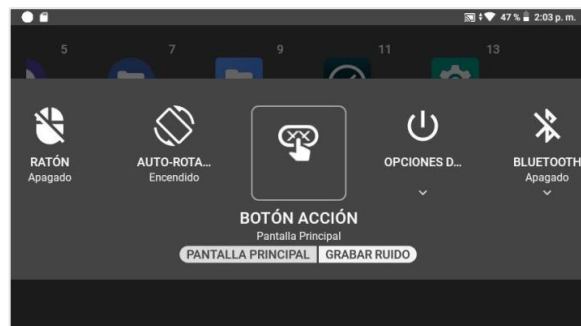 47 % 2:03 p. m.
5 7 9 11 13
RATÓN
Apagado
AUTO-ROTA...
Encendido
BOTÓN ACCIÓN
Pantalla Principal
PANTALLA PRINCIPAL GRABAR RUIDO
OPCIONES D...
BLUETOOTH
Apagado